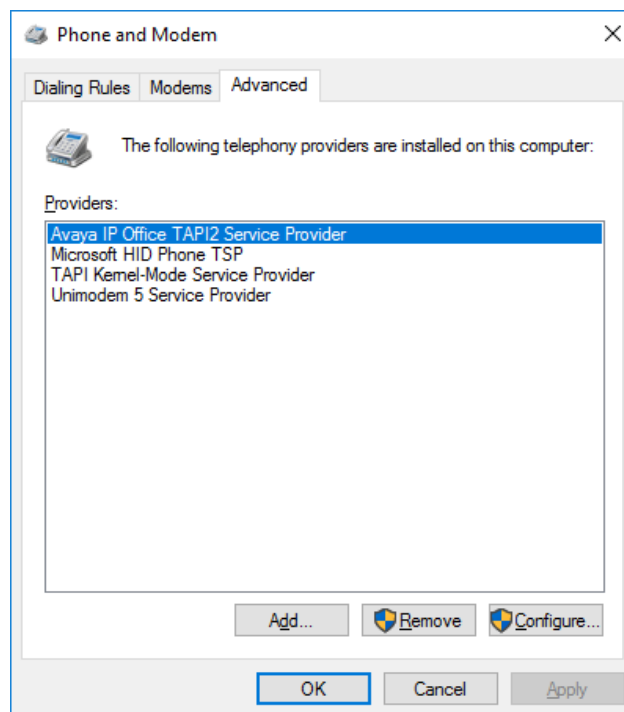 Phone and Modem
Dialing Rules
Modems
Advanced
The following telephony providers are installed on this computer:
Providers:
Avaya IP Office TAPI2 Service Provider
Microsoft HID Phone TSP
TAPI Kernel-Mode Service Provider
Unimodem 5 Service Provider
Add...
Remove
Configure...
OK
Cancel
Apply